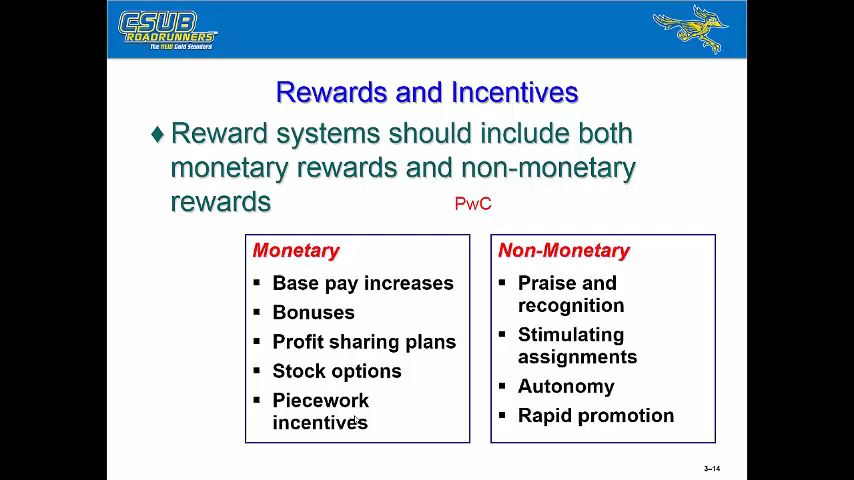 CSUB
ROADRUNNERS
The NEW Gold Standard
Rewards and Incentives
Reward systems should include both
monetary rewards and non-monetary
rewards
PwC
Monetary
Base pay increases
Bonuses
Profit sharing plans
Stock options
Piecework
incentives
Non-Monetary
Praise and
recognition
Stimulating
assignments
Autonomy
Rapid promotion
3–14